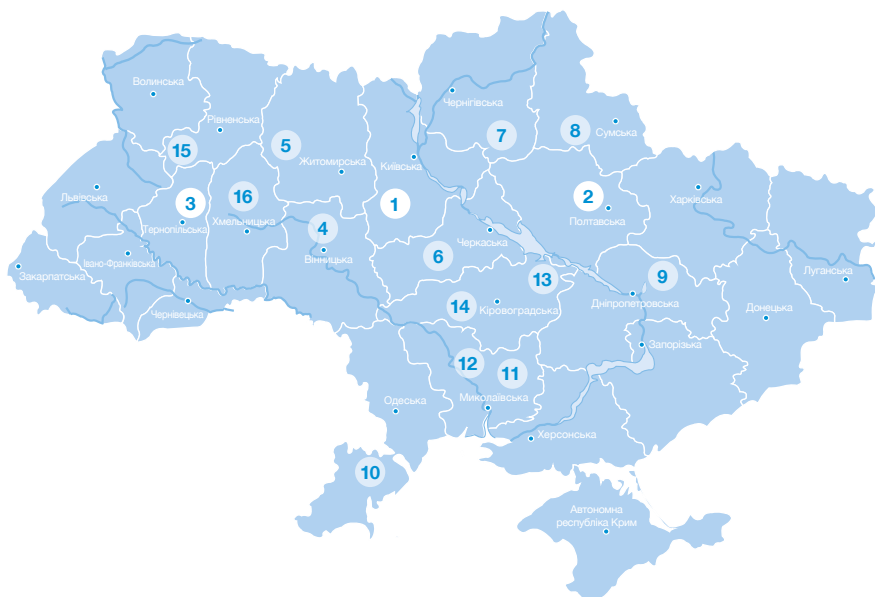 Волинська
Рівненська
Чернігівська
7
8
Сумська
15
5
Житомирська
Київська
Львівська
3
Тернопільська
16
Хмельницька
1
2
Полтавська
Харківська
4
Вінницька
Черкаська
6
13
9
Закарпатська
Івано-Франківська
Чернівецька
14
Кіровоградська
Дніпропетровська
Луганська
Донецька
Запорізька
12
11
Одеська
Миколаївська
Херсонська
10
Автономна
республіка Крим